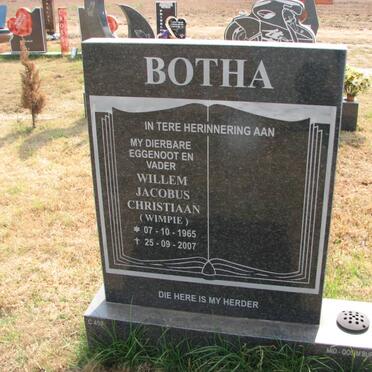 BOTHA
IN TERE HERINNERING AAN
MY DIERBARE
EGGENOOT EN
VADER
WILLEM
JACOBUS
CHRISTIAAN
( WIMPIE )
* 07 - 10 - 1965
† 25 - 09 - 2007
DIE HERE IS MY HERDER